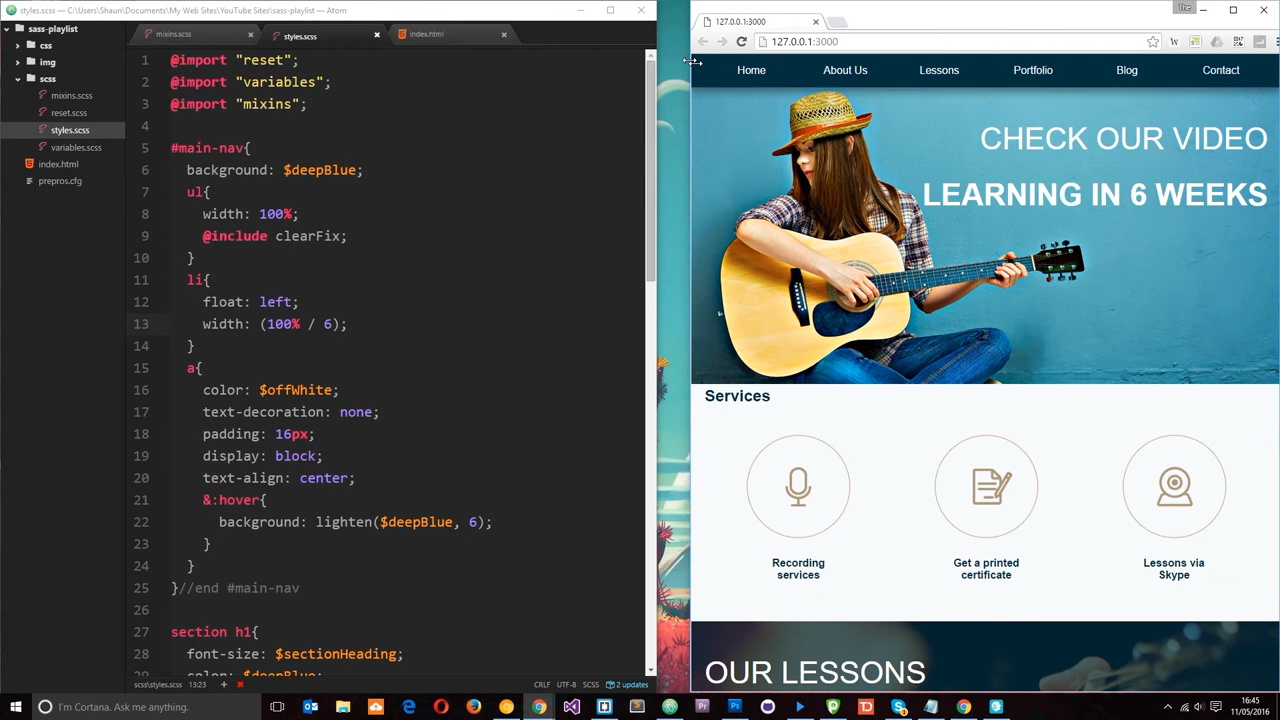 styles.scss — C:\Users\Shaun\Documents\My Web Sites\YouTube Sites\sass-playlist — Atom
sass-playlist
css
img
scss
mixins.scss
reset.scss
styles.scss
variables.scss
index.html
prepros.cfg
mixins.scss
styles.scss
index.html
1 @import "reset";
2 @import "variables";
3 @import "mixins";
4
5 #main-nav{
6 background: $deepBlue;
7 ul{
8 width: 100%;
9 @include clearFix;
10 }
11 li{
12 float: left;
13 width: (100% / 6);
14 }
15 a{
16 color: $offWhite;
17 text-decoration: none;
18 padding: 16px;
19 display: block;
20 text-align: center;
21 &:hover{
22 background: lighten($deepBlue, 6);
23 }
24 }
25 }//end #main-nav
26
27 section h1{
28 font-size: $sectionHeading;
29 color: $deepBlue;
scss\styles.scss 13:23
CRLF UTF-8 SCSS 2 updates
The
127.0.0.1:3000
127.0.0.1:3000
Home About Us Lessons Portfolio Blog Contact
CHECK OUR VIDEO
LEARNING IN 6 WEEKS
Services
Recording
services
Get a printed
certificate
Lessons via
Skype
OUR LESSONS
I'm Cortana. Ask me anything.
16:45
11/05/2016